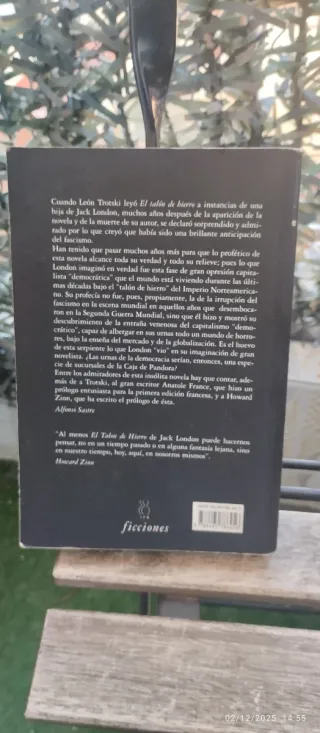 Cuando León Trotski leyó El talón de hierro a instancias de una
hija de Jack London, muchos años después de la aparición de la
novela y de la muerte de su autor, se declaró sorprendido y admi-
rado por lo que creyó que había sido una brillante anticipación
del fascismo.
Han tenido que pasar muchos años más para que lo profético de
esta novela alcance toda su verdad y todo su relieve; pues lo que
London imaginó en verdad fue esta fase de gran opresión capita-
lista "democrática" que el mundo está viviendo durante las últi-
mas décadas bajo el "talón de hierro" del Imperio Norteamerica-
no. Su profecía no fue, pues, propiamente, la de la irrupción del
fascismo en la escena mundial en aquellos años que desemboca-
ron en la Segunda Guerra Mundial, sino que él hizo y mostró su
descubrimiento de la entraña venenosa del capitalismo "demo-
crático", capaz de albergar en sus urnas todo un mundo de horro-
res, bajo la enseña del mercado y de la globalización. Es el huevo
de esta serpiente lo que London "vio" en su imaginación de gran
novelista. ¿Las urnas de la democracia serían, entonces, una espe-
cie de sucursales de la Caja de Pandora?
Entre los admiradores de esta insólita novela hay que contar, ade-
más de a Trotski, al gran escritor Anatole France, que hizo un
prólogo entusiasta para la primera edición francesa, y a Howard
Zinn, que ha escrito el prólogo de ésta.
Alfonso Sastre
"Al menos El Talón de Hierro de Jack London puede hacernos
pensar, no en un tiempo pasado o en alguna fantasía lejana, sino
en nuestro tiempo, hoy, aquí, en nosotros mismos".
Howard Zinn
ficciones
02/12/2025 14:55